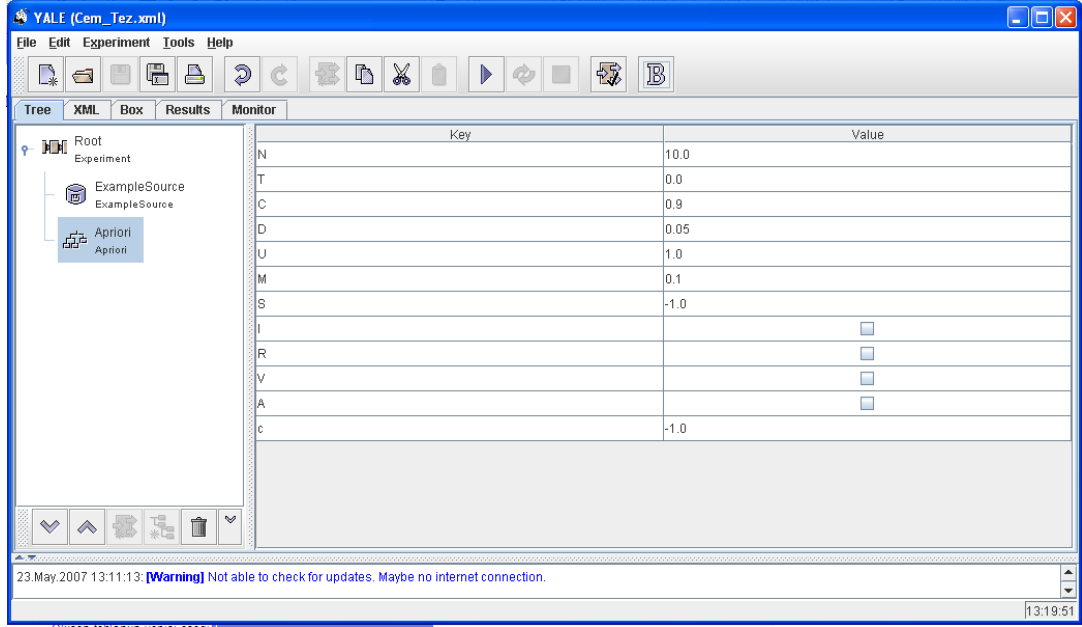 YALE (Cem_Tez.xml)
File Edit Experiment Tools Help
B
Tree XML Box Results Monitor
Root
Experiment
ExampleSource
ExampleSource
Apriori
Apriori
Key Value
N 10.0
T 0.0
C 0.9
D 0.05
U 1.0
M 0.1
S -1.0
I
R
V
A
c -1.0
23.May.2007 13:11:13: [Warning] Not able to check for updates. Maybe no internet connection.
13:19:51